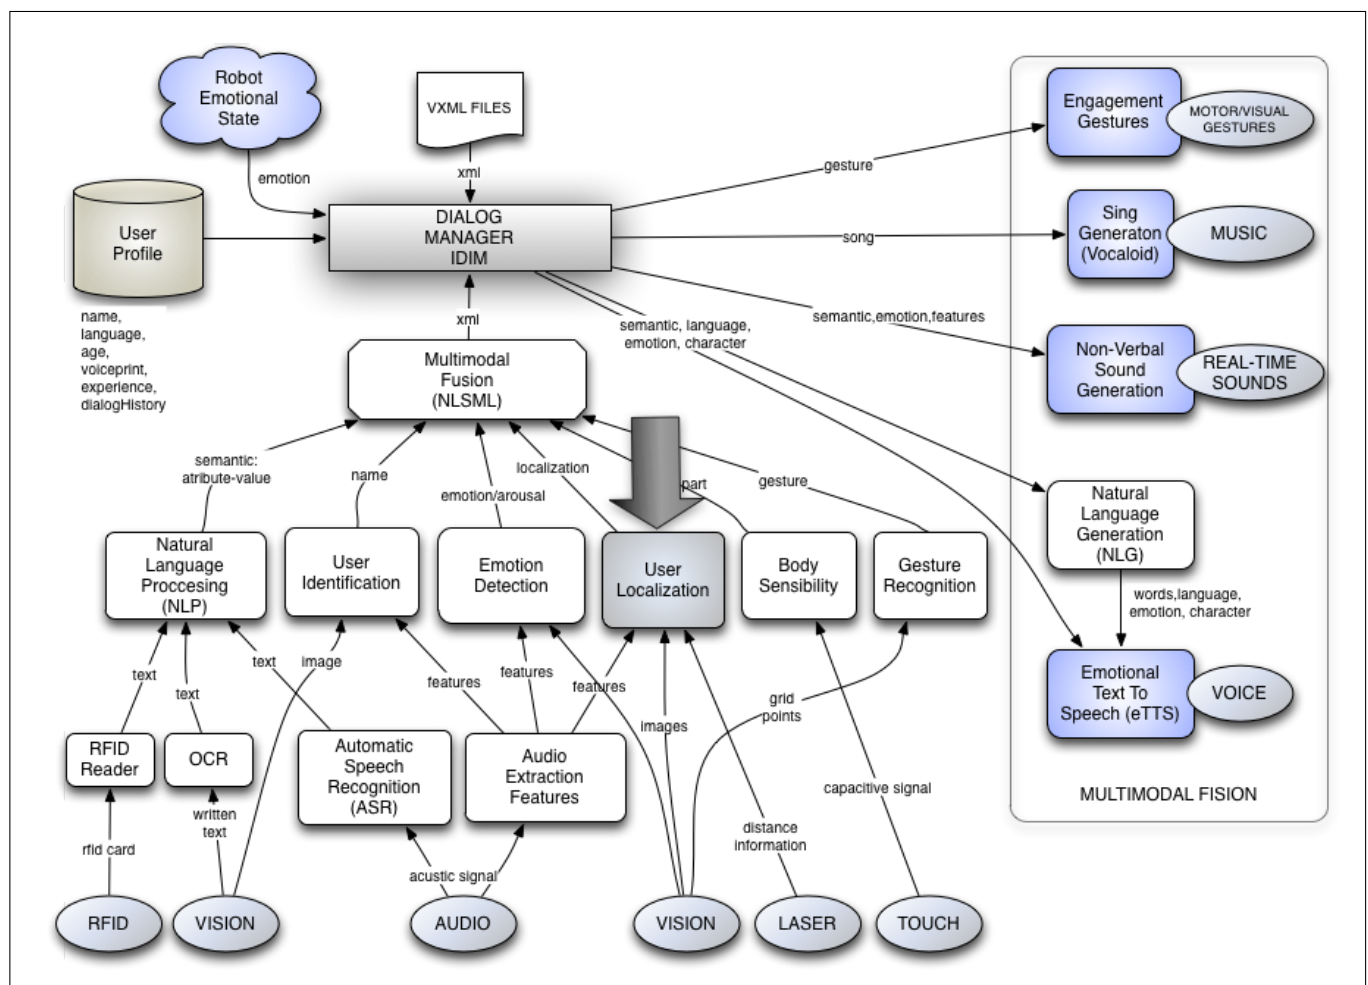 Robot
Emotional
State
VXML FILES
Engagement
Gestures
MOTOR/VISUAL
GESTURES
emotion
xml
gesture
User
Profile
DIALOG
MANAGER
IDIM
song
Sing
Generaton
(Vocaloid)
MUSIC
name,
language,
age,
voiceprint,
experience,
dialogHistory
xml
semantic, language,
emotion, character
semantic,emotion,features
Non-Verbal
Sound
Generation
REAL-TIME
SOUNDS
Multimodal
Fusion
(NLSML)
semantic:
atribute-value
name
emotion/arousal
localization
part
gesture
Natural
Language
Proccesing
(NLP)
User
Identification
Emotion
Detection
User
Localization
Body
Sensibility
Gesture
Recognition
Natural
Language
Generation
(NLG)
words,language,
emotion, character
Emotional
Text To
Speech (eTTS)
VOICE
text
text
text
image
features
features
features
images
grid
points
RFID
Reader
OCR
Automatic
Speech
Recognition
(ASR)
Audio
Extraction
Features
capacitive signal
MULTIMODAL FISION
rfid card
written
text
acustic signal
distance
information
RFID
VISION
AUDIO
VISION
LASER
TOUCH